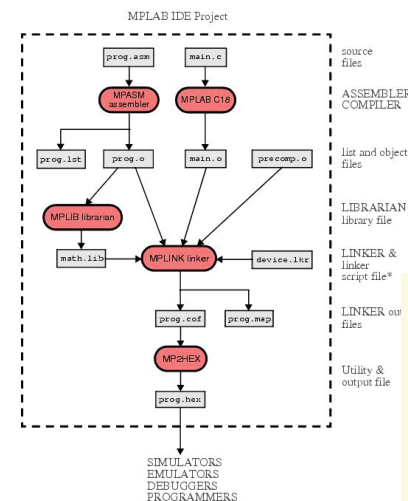 MPLAB IDE Project
prog.asm
main.c
source
files
MPASM
assembler
MPLAB C18
ASSEMBLER
COMPILER
prog.lst
prog.o
main.o
precomp.o
list and object
files
MPLIB librarian
LIBRARIAN
library file
math.lib
MPLINK linker
device.lkr
LINKER &
linker
script file*
prog.cof
prog.map
LINKER out
files
MP2HEX
Utility &
output file
prog.hex
SIMULATORS
EMULATORS
DEBUGGERS
PROGRAMMERS